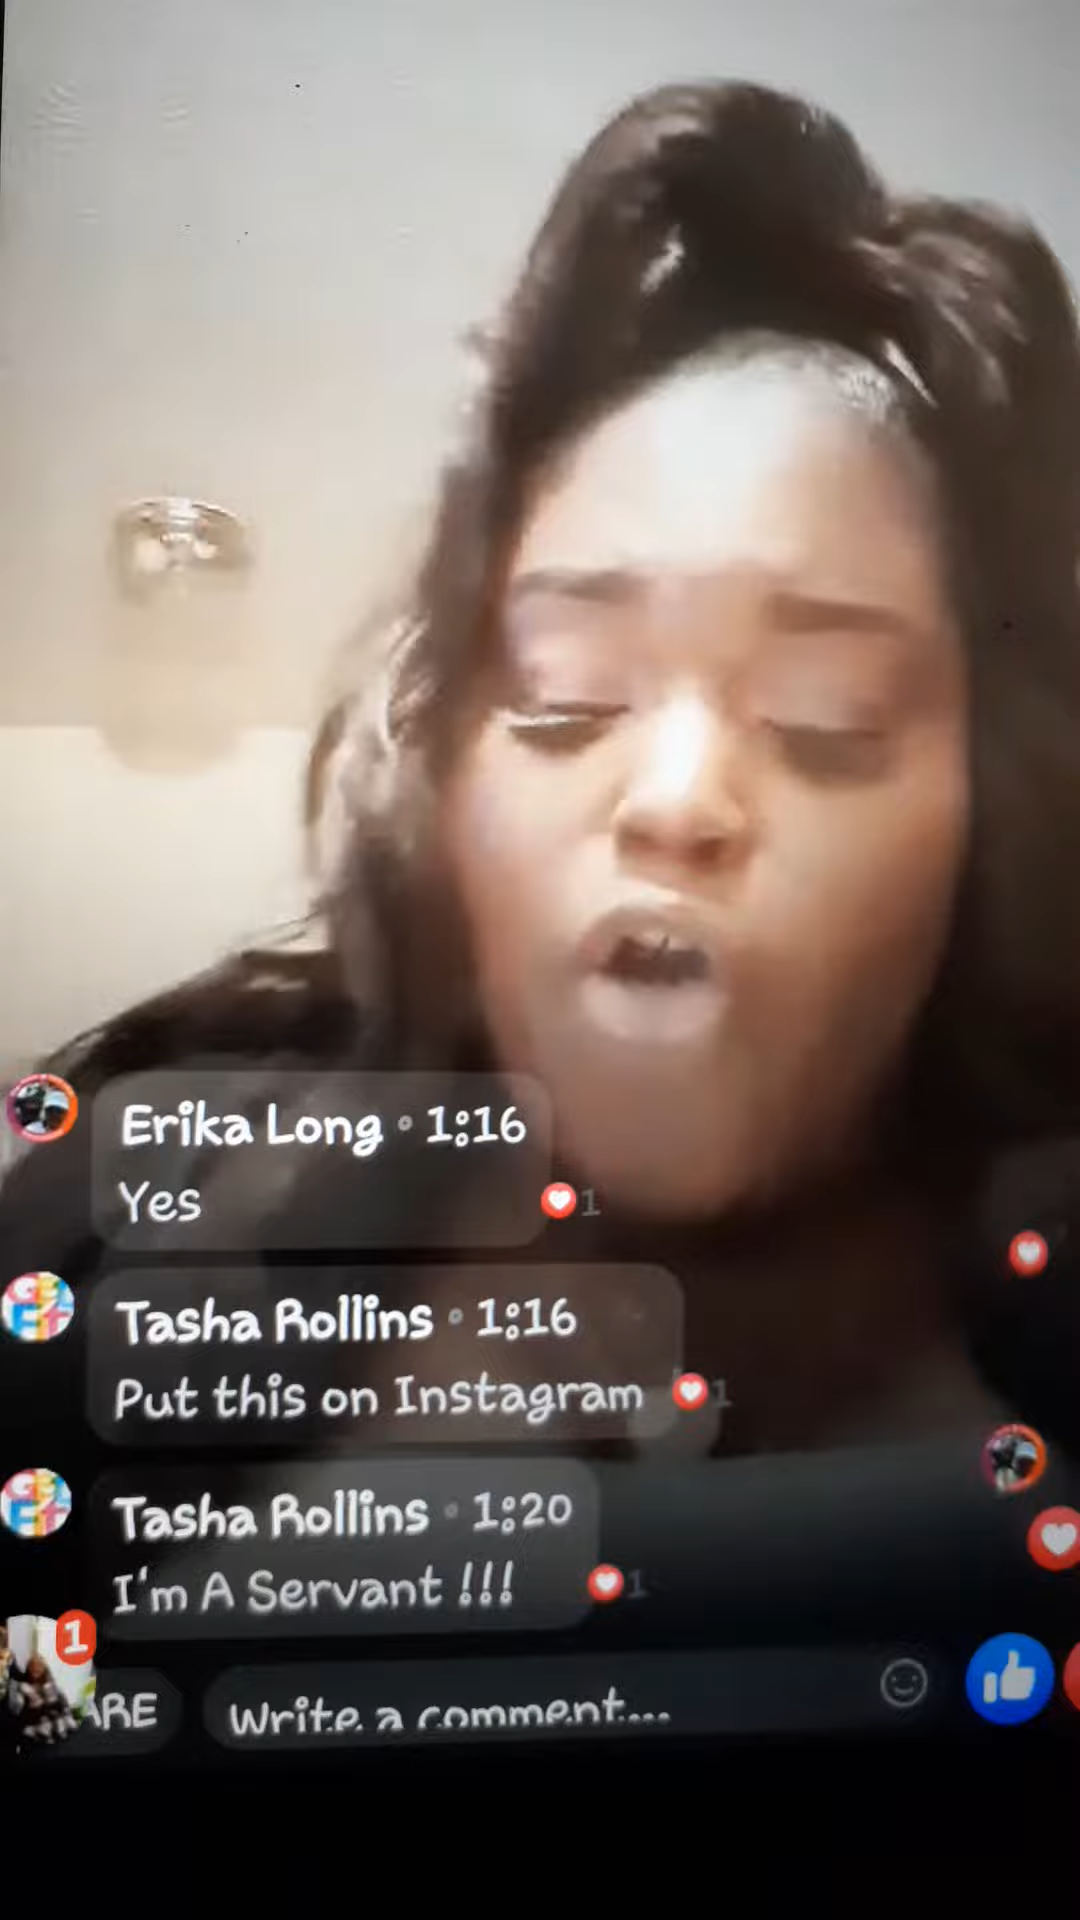 Erika Long • 1:16
Yes
1
Tasha Rollins • 1:16
Put this on Instagram
1
Tasha Rollins • 1:20
I'm A Servant !!!
1
1
ARE
Write a comment....